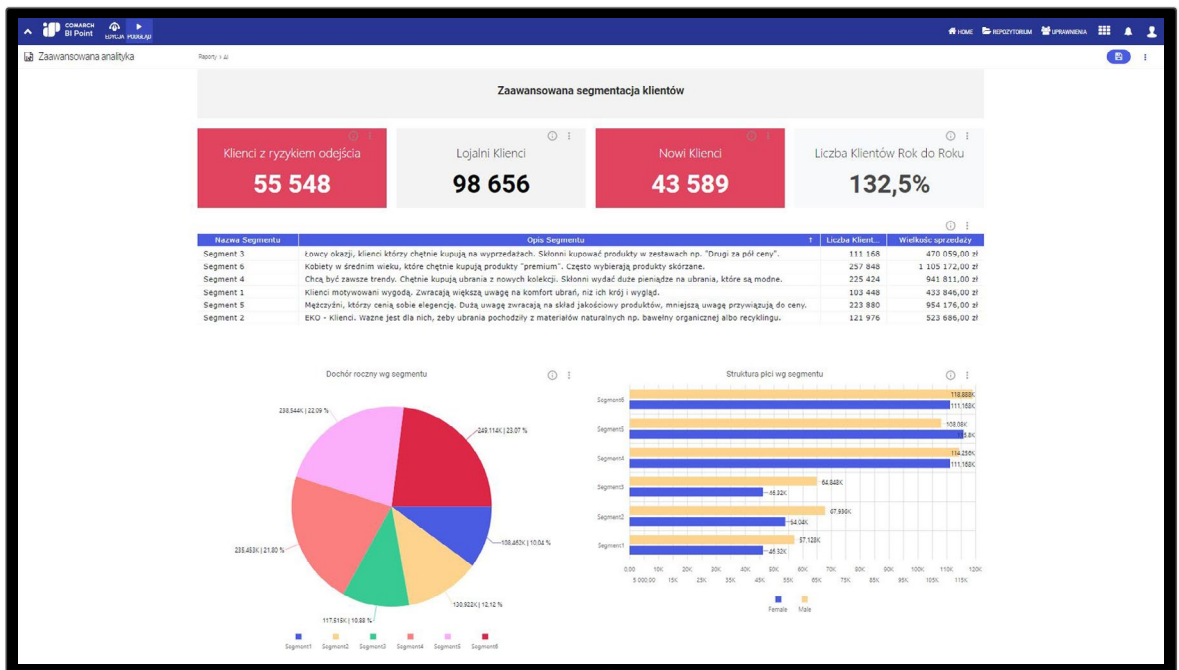 COMARCH
BI Point
EDYCJA PODGLĄD
HOME REPOZYTORIUM UPRAWNIENIA
Zaawansowana analityka
Raporty > AI
Zaawansowana segmentacja klientów
Klienci z ryzykiem odejścia Lojalni Klienci Nowi Klienci Liczba Klientów Rok do Roku
55 548 98 656 43 589 132,5%
Nazwa Segmentu Opis Segmentu Liczba Klient... Wielkość sprzedaży
Segment 3 Łowcy okazji, klienci którzy chętnie kupują na wyprzedażach. Skłonni kupować produkty w zestawach np. "Drugi za pół ceny". 111 168 470 059,00 zł
Segment 6 Kobiety w średnim wieku, które chętnie kupują produkty "premium". Często wybierają produkty skórzane. 257 848 1 105 172,00 zł
Segment 4 Chcą być zawsze trendy. Chętnie kupują ubrania z nowych kolekcji. Skłonni wydać duże pieniądze na ubrania, które są modne. 225 424 941 811,00 zł
Segment 1 Klienci motywowani wygodą. Zwracają większą uwagę na komfort ubrań, niż ich krój i wygląd. 103 448 433 846,00 zł
Segment 5 Mężczyźni, którzy cenią sobie elegencję. Dużą uwagę zwracają na skład jakościowy produktów, mniejszą uwagę przywiązują do ceny. 223 880 954 176,00 zł
Segment 2 EKO - Klienci. Ważne jest dla nich, żeby ubrania pochodziły z materiałów naturalnych np. bawełny organicznej albo recyklingu. 121 976 523 686,00 zł
Dochór roczny wg segmentu
238.344K | 22.09 %
249.114K | 23.07 %
235.453K | 21.80 %
108.462K | 10.04 %
130.922K | 12.12 %
117.515K | 10.88 %
Segment1 Segment2 Segment3 Segment4 Segment5 Segment6
Struktura płci wg segmentu
Segment6 118,888K
111,168K
Segment5 108,08K
115,8K
Segment4 114,256K
111,168K
Segment3 64,848K
46,32K
Segment2 67,936K
54,04K
Segment1 57,128K
46,32K
0,00 10K 20K 30K 40K 50K 60K 70K 80K 90K 100K 110K 120K
5 000,00 15K 25K 35K 45K 55K 65K 75K 85K 95K 105K 115K
Female Male